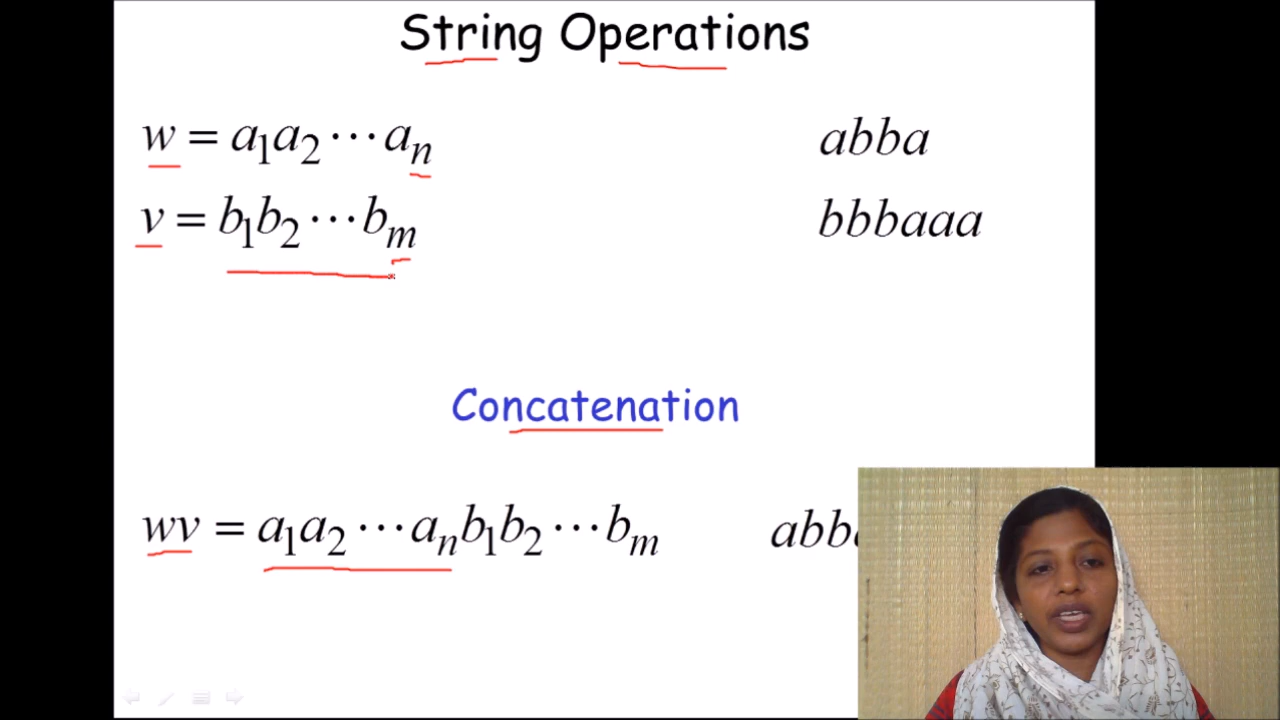 String Operations
w = a₁a₂⋯aₙ abba
v = b₁b₂⋯bₘ bbbaaa
Concatenation
wv = a₁a₂⋯aₙb₁b₂⋯bₘ